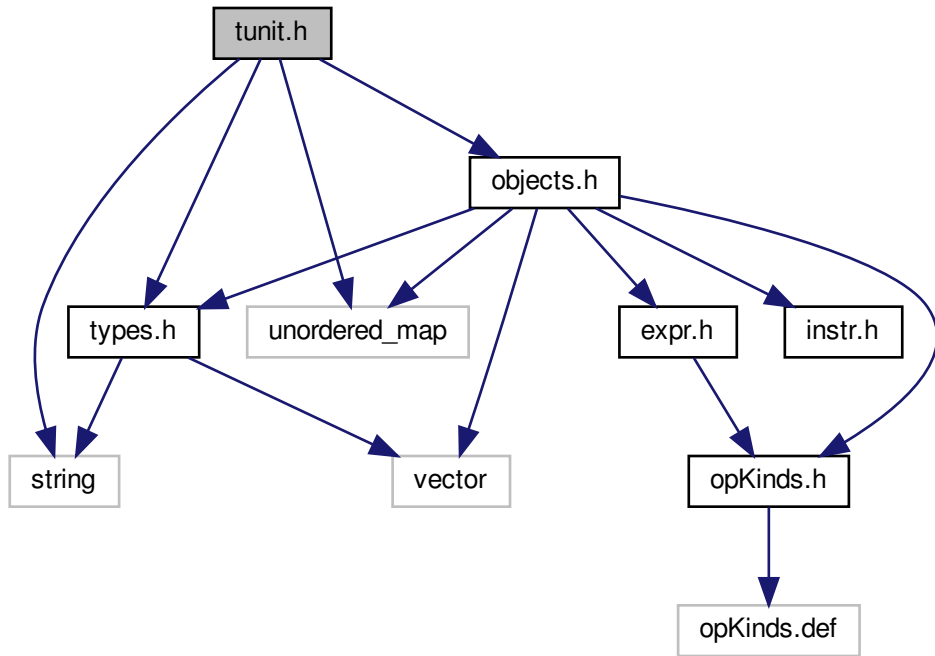 tunit.h
objects.h
types.h
unordered_map
expr.h
instr.h
string
vector
opKinds.h
opKinds.def